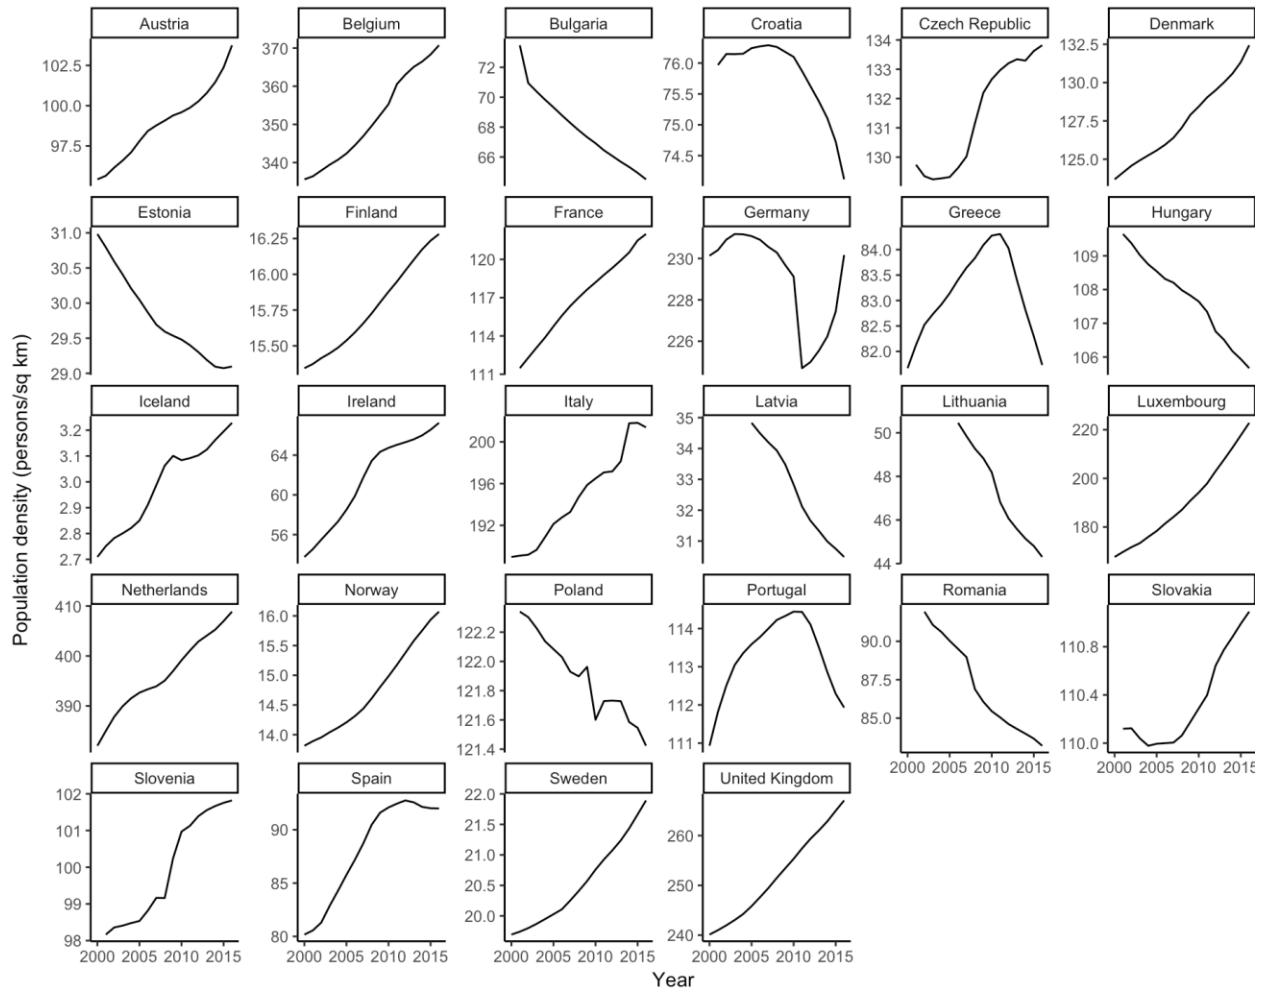 Austria Belgium Bulgaria Croatia Czech Republic Denmark
102.5 100.0 97.5
370 360 350 340
72 70 68 66
76.0 75.5 75.0 74.5
134 133 132 131 130
132.5 130.0 127.5 125.0
Estonia Finland France Germany Greece Hungary
31.0 30.5 30.0 29.5 29.0
16.25 16.00 15.75 15.50
120 117 114 111
230 228 226
84.0 83.5 83.0 82.5 82.0
109 108 107 106
Iceland Ireland Italy Latvia Lithuania Luxembourg
3.2 3.1 3.0 2.9 2.8 2.7
64 60 56
200 196 192
35 34 33 32 31
50 48 46 44
220 200 180
Netherlands Norway Poland Portugal Romania Slovakia
410 400 390
16.0 15.5 15.0 14.5 14.0
122.2 122.0 121.8 121.6 121.4
114 113 112 111
90.0 87.5 85.0
110.8 110.4 110.0
2000 2005 2010 2015 2000 2005 2010 2015
Slovenia Spain Sweden United Kingdom
102 101 100 99 98
90 85 80
22.0 21.5 21.0 20.5 20.0
260 250 240
2000 2005 2010 2015 2000 2005 2010 2015 2000 2005 2010 2015 2000 2005 2010 2015
Year
Population density (persons/sq km)